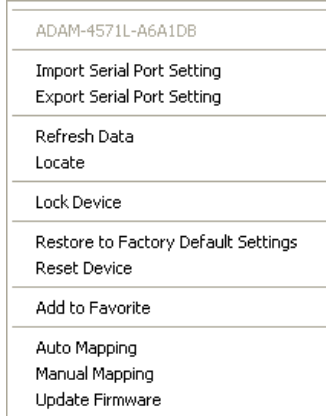 ADAM-4571L-A6A1DB
Import Serial Port Setting
Export Serial Port Setting
Refresh Data
Locate
Lock Device
Restore to Factory Default Settings
Reset Device
Add to Favorite
Auto Mapping
Manual Mapping
Update Firmware